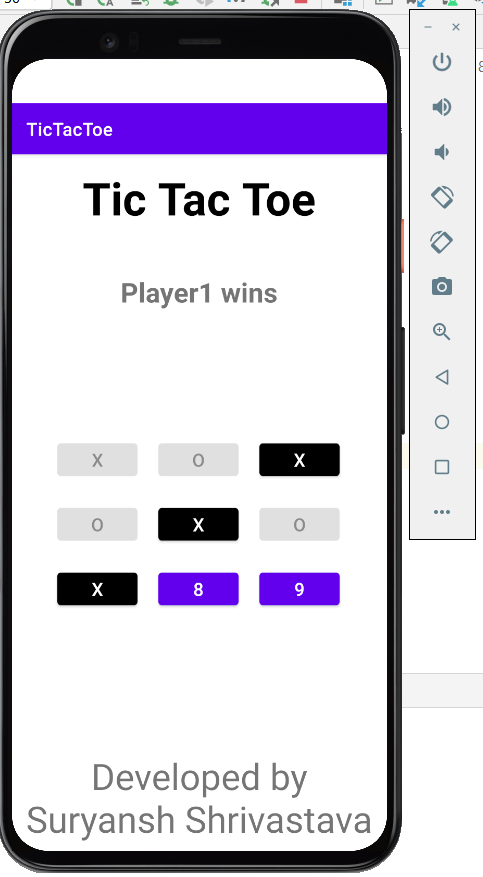 TicTacToe
Tic Tac Toe
Player1 wins
X O X
O X O
X 8 9
Developed by
Suryansh Shrivastava